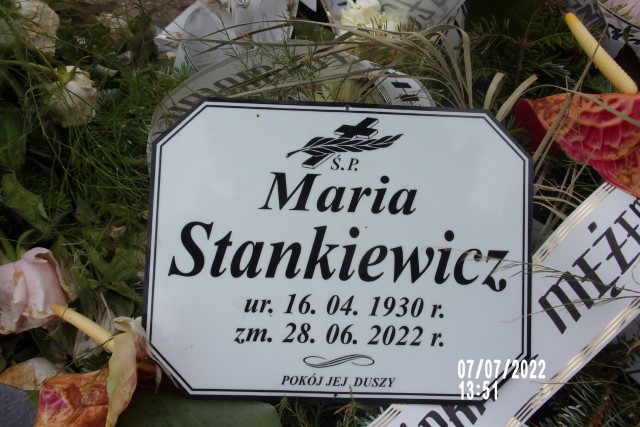 Ś.P.
Maria
Stankiewicz
ur. 16. 04. 1930 r.
zm. 28. 06. 2022 r.
POKÓJ JEJ DUSZY
07/07/2022
13:51